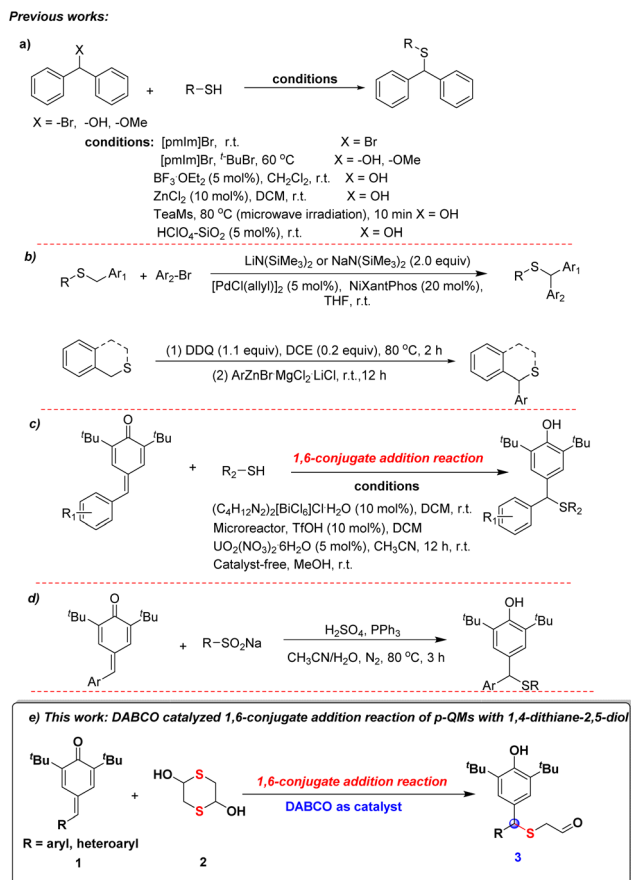 Previous works:
a)
X
R–SH
conditions
R
S
+
X = -Br, -OH, -OMe
conditions: [pmIm]Br, r.t. X = Br
[pmIm]Br, t-BuBr, 60 °C X = -OH, -OMe
BF3·OEt2 (5 mol%), CH2Cl2, r.t. X = OH
ZnCl2 (10 mol%), DCM, r.t. X = OH
TeaMs, 80 °C (microwave irradiation), 10 min X = OH
HClO4-SiO2 (5 mol%), r.t. X = OH
b)
R S Ar1 + Ar2-Br
LiN(SiMe3)2 or NaN(SiMe3)2 (2.0 equiv)
[PdCl(allyl)]2 (5 mol%), NiXantPhos (20 mol%),
THF, r.t.
R S Ar1
Ar2
S
(1) DDQ (1.1 equiv), DCE (0.2 equiv), 80 °C, 2 h
(2) ArZnBr·MgCl2·LiCl, r.t.,12 h
S
Ar
c)
O
tBu tBu
R1
+
R2–SH
1,6-conjugate addition reaction
conditions
(C4H12N2)2[BiCl6]Cl·H2O (10 mol%), DCM, r.t.
Microreactor, TfOH (10 mol%), DCM
UO2(NO3)2·6H2O (5 mol%), CH3CN, 12 h, r.t.
Catalyst-free, MeOH, r.t.
OH
tBu tBu
R1 SR2
d)
O
tBu tBu
Ar
+ R–SO2Na
H2SO4, PPh3
CH3CN/H2O, N2, 80 °C, 3 h
OH
tBu tBu
Ar SR
e) This work: DABCO catalyzed 1,6-conjugate addition reaction of p-QMs with 1,4-dithiane-2,5-diol
O
tBu tBu
R
R = aryl, heteroaryl
1
+
HO S
S OH
2
1,6-conjugate addition reaction
DABCO as catalyst
OH
tBu tBu
R S O
3